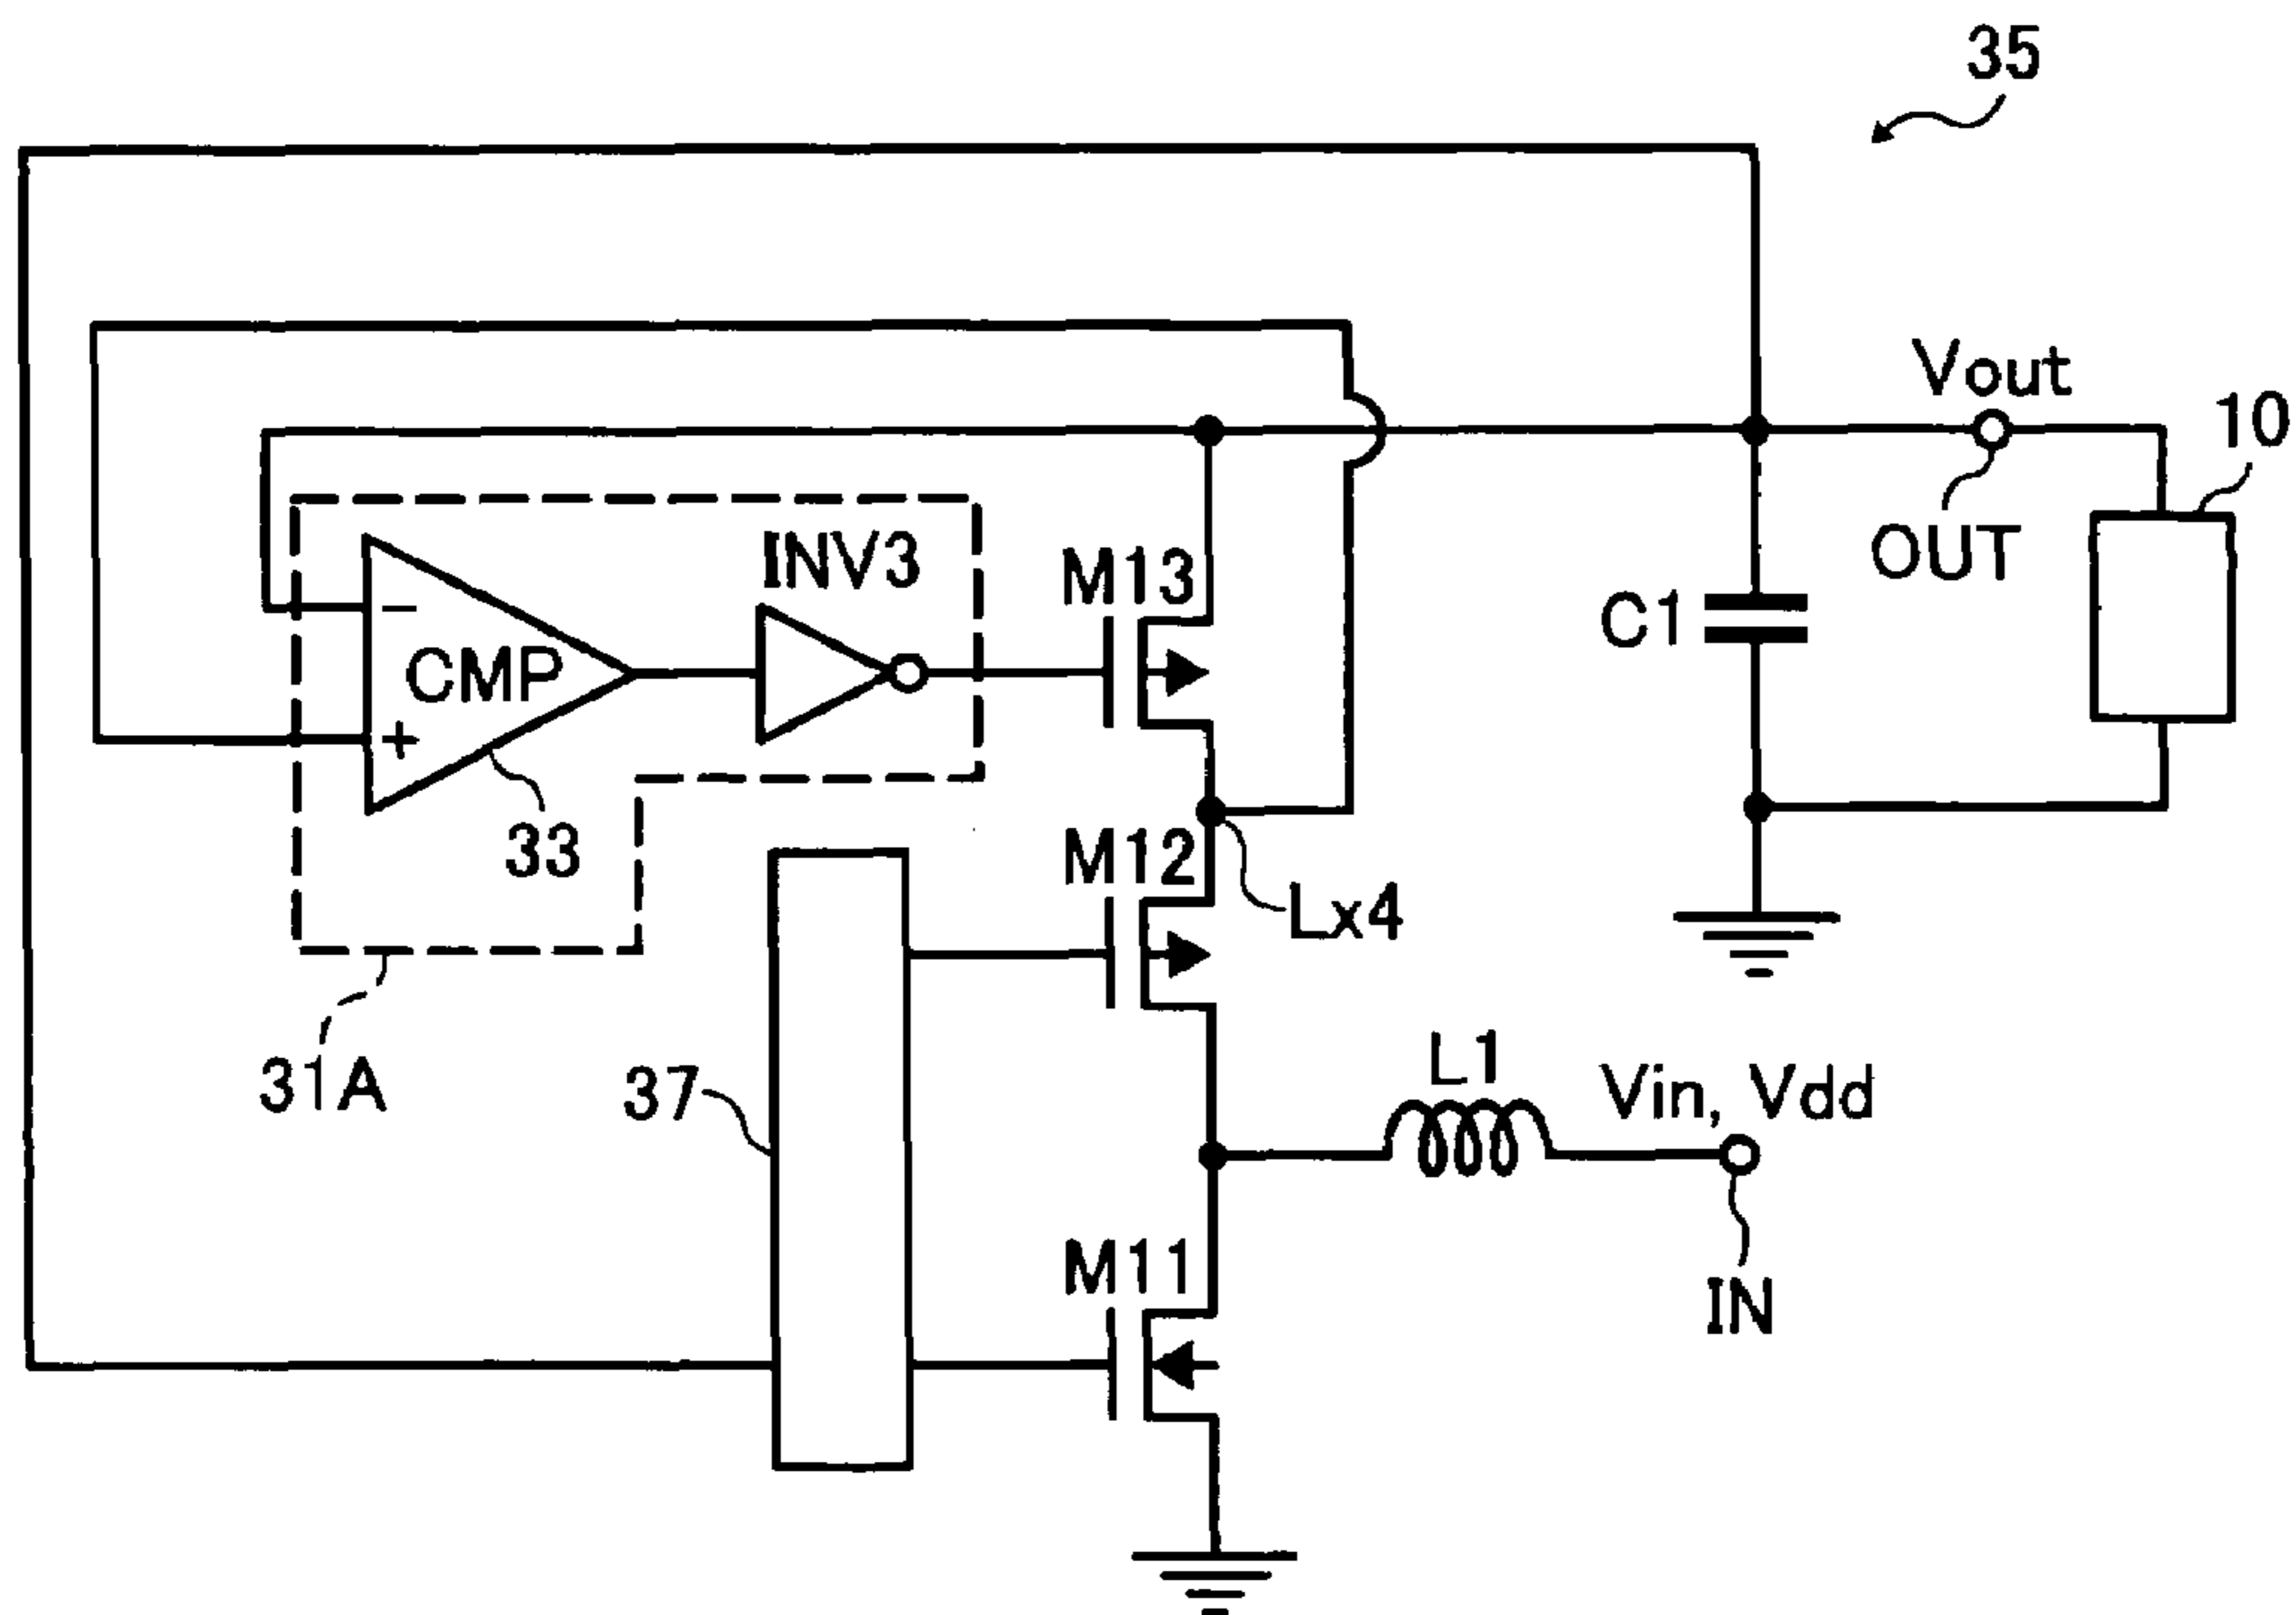 35
Vout
10
OUT
INV3
M13
C1
−
CMP
+
33
M12
Lx4
31A
37
L1
Vin, Vdd
M11
IN